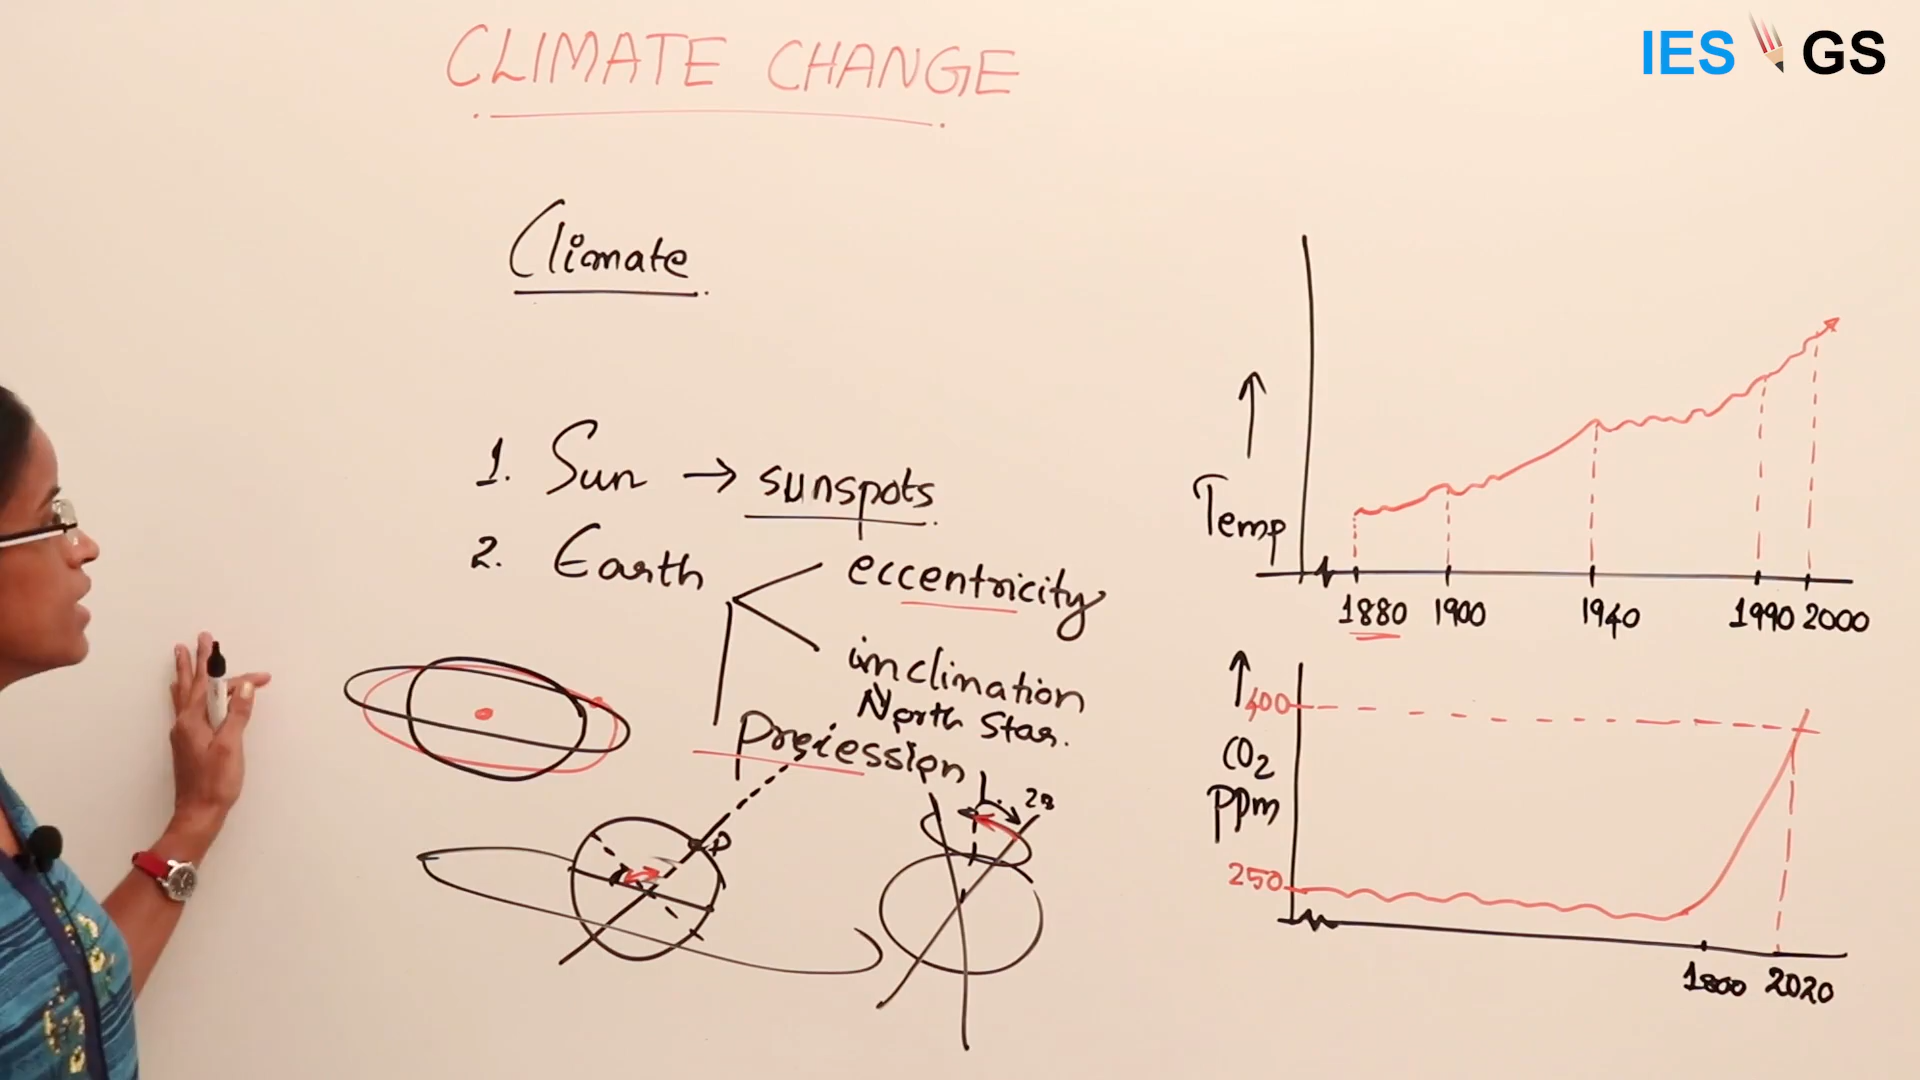 CLIMATE CHANGE
IES GS
Climate
1. Sun → sunspots
2. Earth
eccentricity
inclination
North Star.
Precession
P
Temp
1880 1900 1940 1990 2000
400
CO2
PPm
250
1800 2020